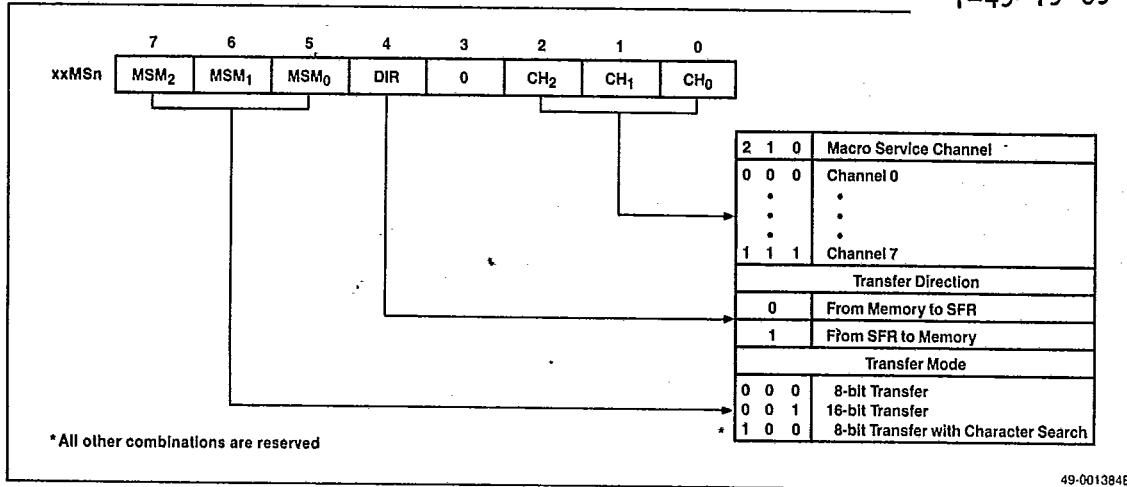 7 6 5 4 3 2 1 0
xxMSn MSM2 MSM1 MSM0 DIR 0 CH2 CH1 CH0
2 1 0 Macro Service Channel
0 0 0 Channel 0
1 1 1 Channel 7
Transfer Direction
0 From Memory to SFR
1 From SFR to Memory
Transfer Mode
0 0 0 8-bit Transfer
0 0 1 16-bit Transfer
* 1 0 0 8-bit Transfer with Character Search
*All other combinations are reserved
49-001384B